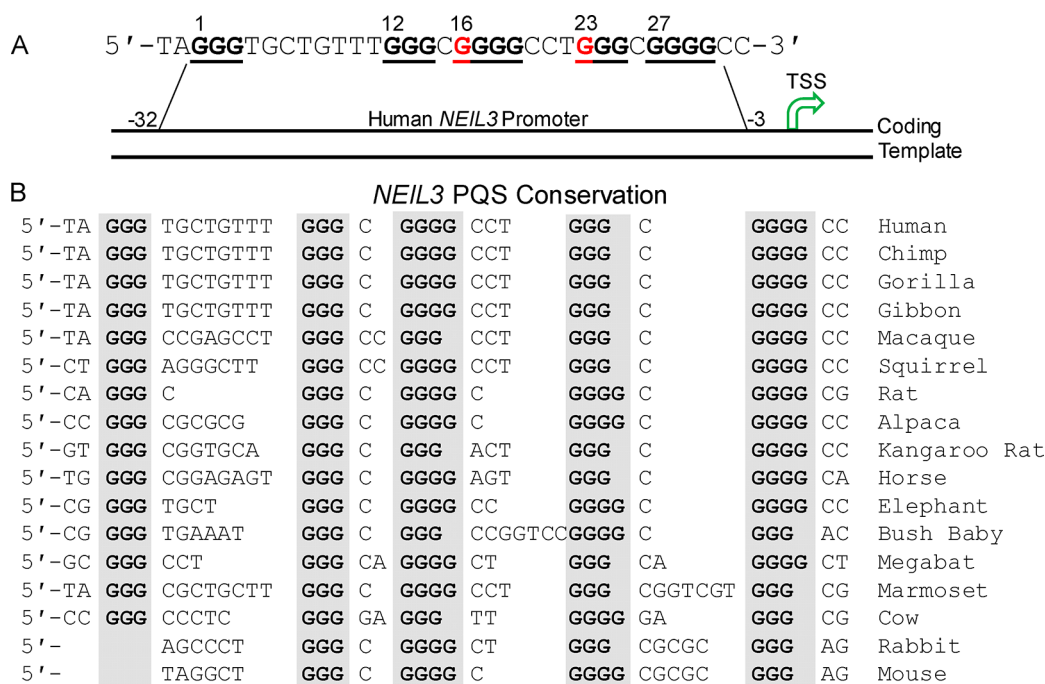 A
1 12 16 23 27
5'-TAGGGTGCTGTTTGGGCGGGGCCTGGGCGGGGCC-3'
TSS
-32 Human NEIL3 Promoter -3
Coding
Template
B NEIL3 PQS Conservation
5'-TA GGG TGCTGTTT GGG C GGGG CCT GGG C GGGG CC Human
5'-TA GGG TGCTGTTT GGG C GGGG CCT GGG C GGGG CC Chimp
5'-TA GGG TGCTGTTT GGG C GGGG CCT GGG C GGGG CC Gorilla
5'-TA GGG TGCTGTTT GGG C GGGG CCT GGG C GGGG CC Gibbon
5'-TA GGG CCGAGCCT GGG CC GGG CCT GGG C GGGG CC Macaque
5'-CT GGG AGGGCTT GGG CC GGGG CCT GGG C GGGG CC Squirrel
5'-CA GGG C GGG C GGGG C GGGG C GGGG CG Rat
5'-CC GGG CGCGCG GGG C GGGG C GGGG C GGGG CC Alpaca
5'-GT GGG CGGTGCA GGG C GGG ACT GGG C GGGG CC Kangaroo Rat
5'-TG GGG CGGAGAGT GGG C GGGG AGT GGG C GGGG CA Horse
5'-CG GGG TGCT GGG C GGGG CC GGGG C GGGG CC Elephant
5'-CG GGG TGAAAT GGG C GGG CCGGTCC GGGG C GGG AC Bush Baby
5'-GC GGG CCT GGG CA GGGG CT GGG CA GGGG CT Megabat
5'-TA GGG CGCTGCTT GGG C GGGG CCT GGG CGGTCGT GGG CG Marmoset
5'-CC GGG CCCTC GGG GA GGG TT GGGG GA GGG CG Cow
5'- AGCCCT GGG C GGGG CT GGG CGCGC GGG AG Rabbit
5'- TAGGCT GGG C GGGG C GGGG CGCGC GGG AG Mouse